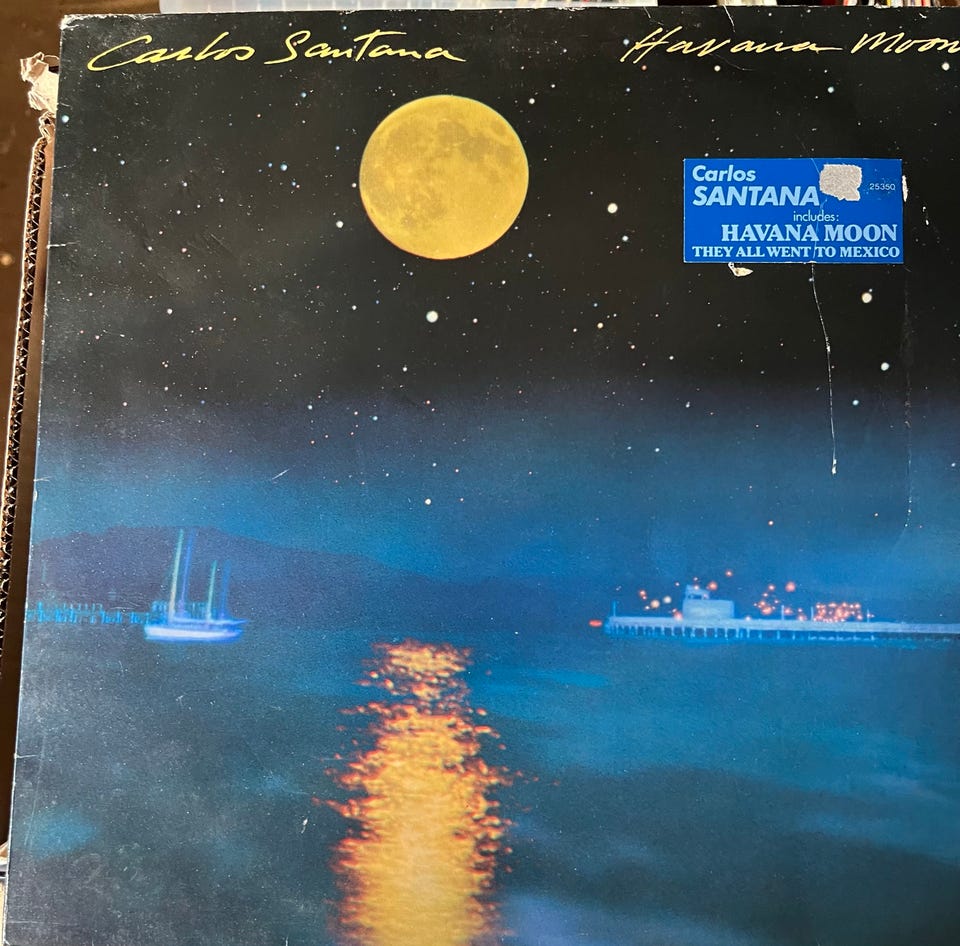 Carlos Santana
Havana Moon
Carlos
SANTANA
25350
includes:
HAVANA MOON
THEY ALL WENT TO MEXICO